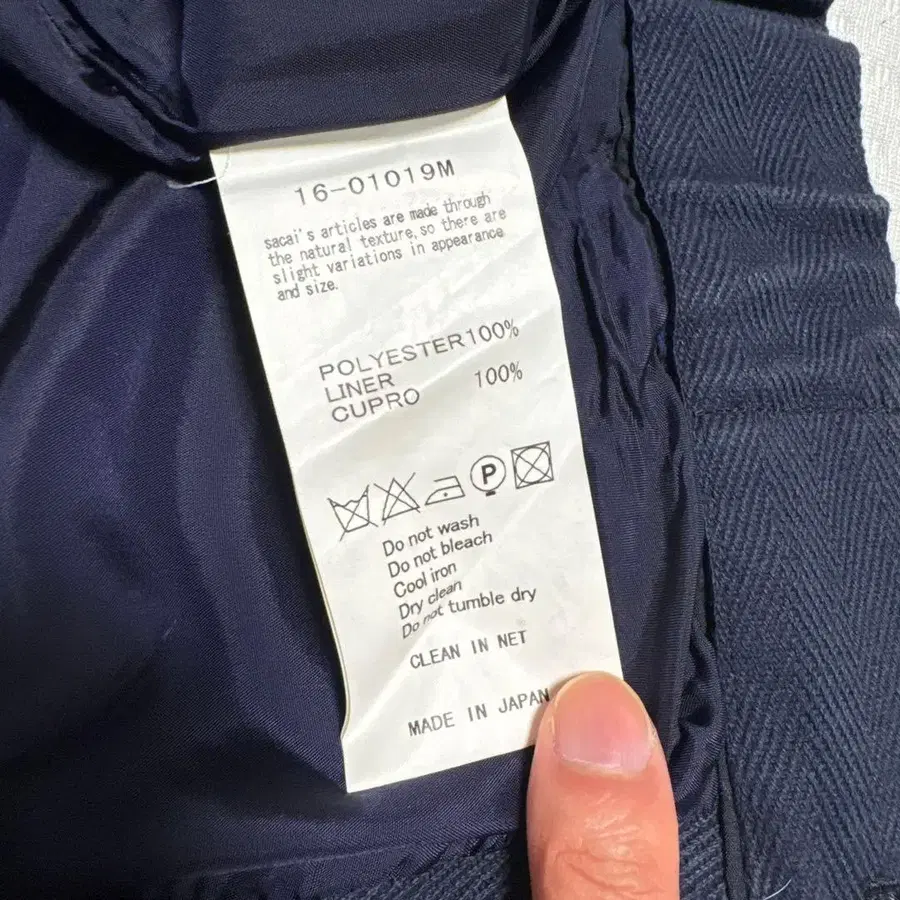 16-01019M
sacai's articles are made through
the natural texture, so there are
slight variations in appearance
and size.
POLYESTER100%
LINER
CUPRO 100%
P
Do not wash
Do not bleach
Cool iron
Dry clean
Do not tumble dry
CLEAN IN NET
MADE IN JAPAN